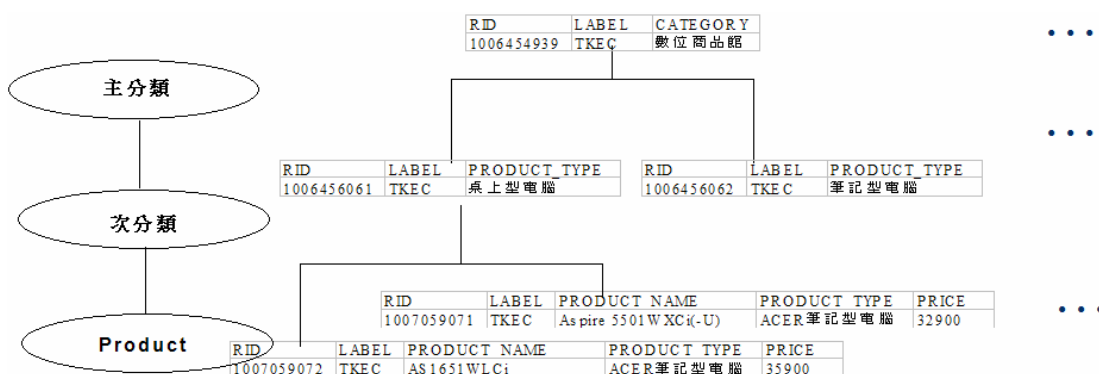 RID LABEL CATEGORY
1006454939 TKEC 數位商品館
主分類
RID LABEL PRODUCT_TYPE
1006456061 TKEC 桌上型電腦
RID LABEL PRODUCT_TYPE
1006456062 TKEC 筆記型電腦
次分類
RID LABEL PRODUCT NAME PRODUCT TYPE PRICE
1007059071 TKEC Aspire 5501WXCi(-U) ACER筆記型電腦 32900
Product
RID LABEL PRODUCT NAME PRODUCT TYPE PRICE
1007059072 TKEC AS1651WLCi ACER筆記型電腦 35900